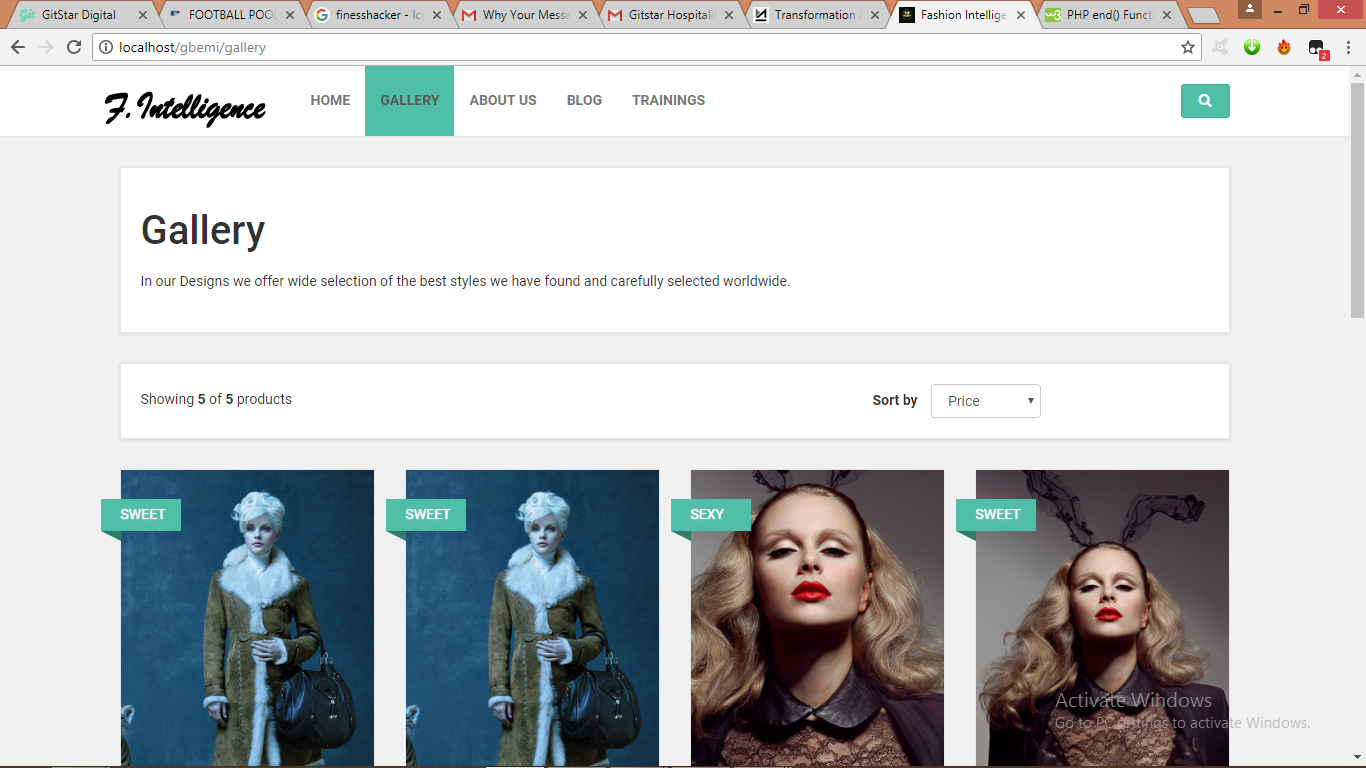 GitStar Digital
FOOTBALL POOL
finesshacker -
Why Your Messa
Gitstar Hospitali
Transformation
Fashion Intellige
PHP end() Functi
localhost/gbemi/gallery
2
F. Intelligence
HOME
GALLERY
ABOUT US
BLOG
TRAININGS
Gallery
In our Designs we offer wide selection of the best styles we have found and carefully selected worldwide.
Showing 5 of 5 products
Sort by
Price
SWEET
SWEET
SEXY
SWEET
Activate Windows
Go to PC settings to activate Windows.